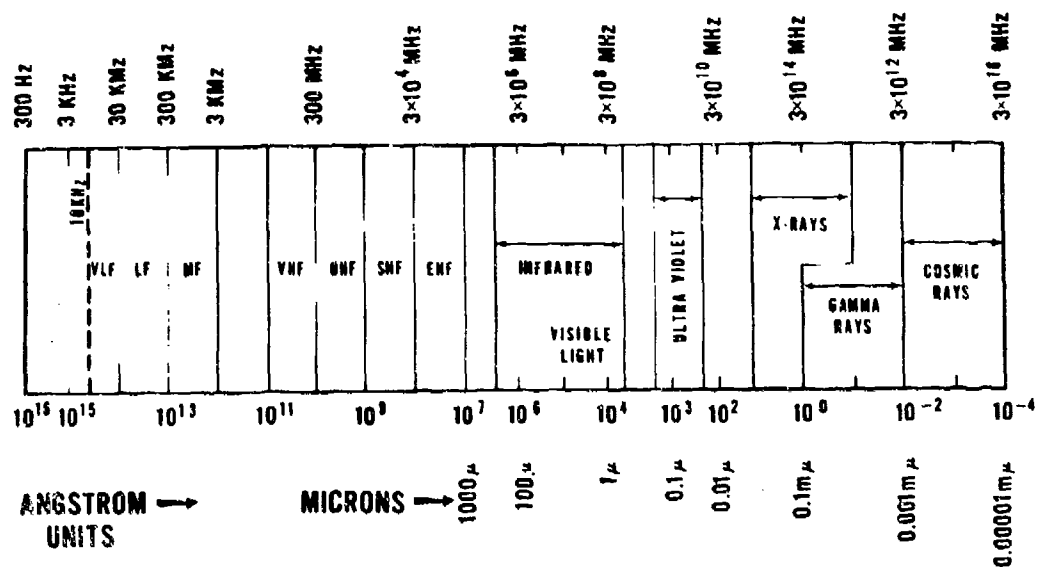 300 Hz
3 KHz
30 KMz
300 KMz
3 KMz
300 MHz
3×10⁴ MHz
3×10⁶ MHz
3×10⁸ MHz
3×10¹⁰ MHz
3×10¹⁴ MHz
3×10¹² MHz
3×10¹⁶ MHz
10KHz
VLF LF MF VHF UHF SHF EHF INFRARED
VISIBLE
LIGHT
ULTRA VIOLET
X-RAYS
GAMMA
RAYS
COSMIC
RAYS
10¹⁶ 10¹⁵ 10¹³ 10¹¹ 10⁹ 10⁷ 10⁶ 10⁴ 10³ 10² 10⁰ 10⁻² 10⁻⁴
ANGSTROM →
UNITS
MICRONS →
1000μ
100μ
1μ
0.1μ
0.01μ
0.1mμ
0.001mμ
0.00001mμ